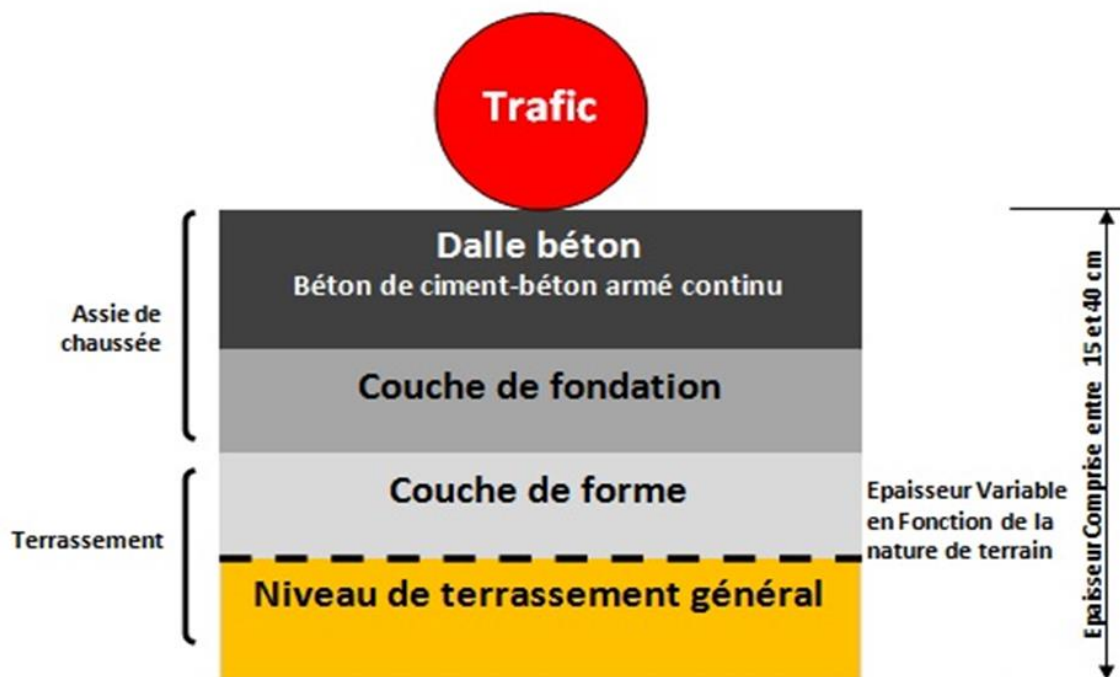 Trafic
Dalle béton
Béton de ciment-béton armé continu
Assie de
chaussée
Couche de fondation
Couche de forme
Terrassement
Epaisseur Variable
en Fonction de la
nature de terrain
Niveau de terrassement général
Epaisseur Comprise entre 15 et 40 cm